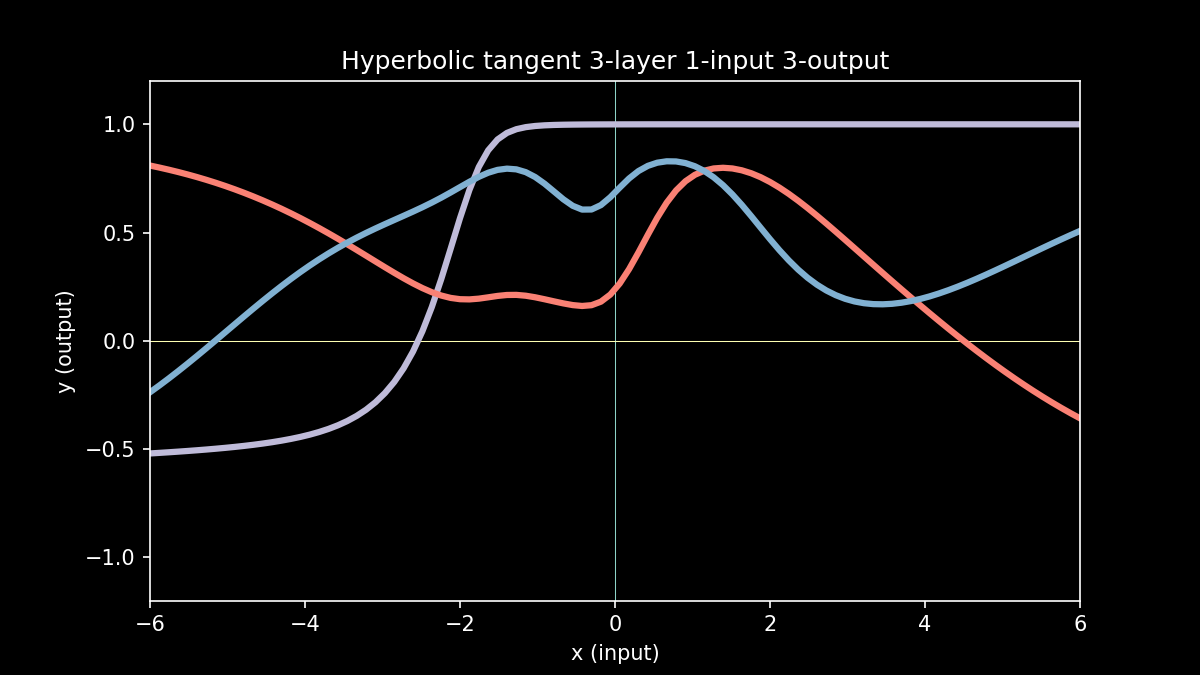 Hyperbolic tangent 3-layer 1-input 3-output
1.0
0.5
0.0
−0.5
−1.0
y (output)
−6 −4 −2 0 2 4 6
x (input)